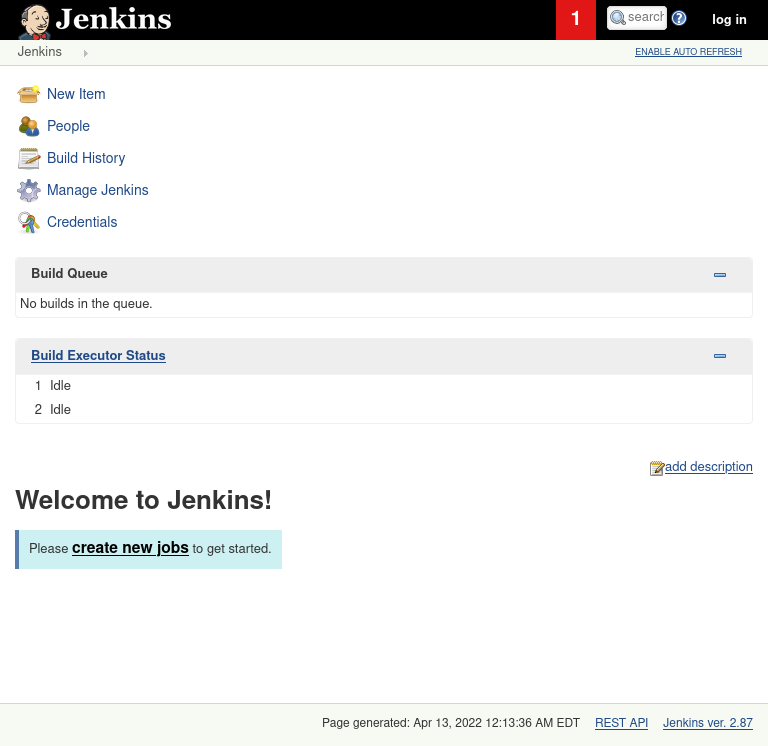 Jenkins
1
search
?
log in
Jenkins
ENABLE AUTO REFRESH
New Item
People
Build History
Manage Jenkins
Credentials
Build Queue
No builds in the queue.
Build Executor Status
1 Idle
2 Idle
add description
Welcome to Jenkins!
Please create new jobs to get started.
Page generated: Apr 13, 2022 12:13:36 AM EDT REST API Jenkins ver. 2.87